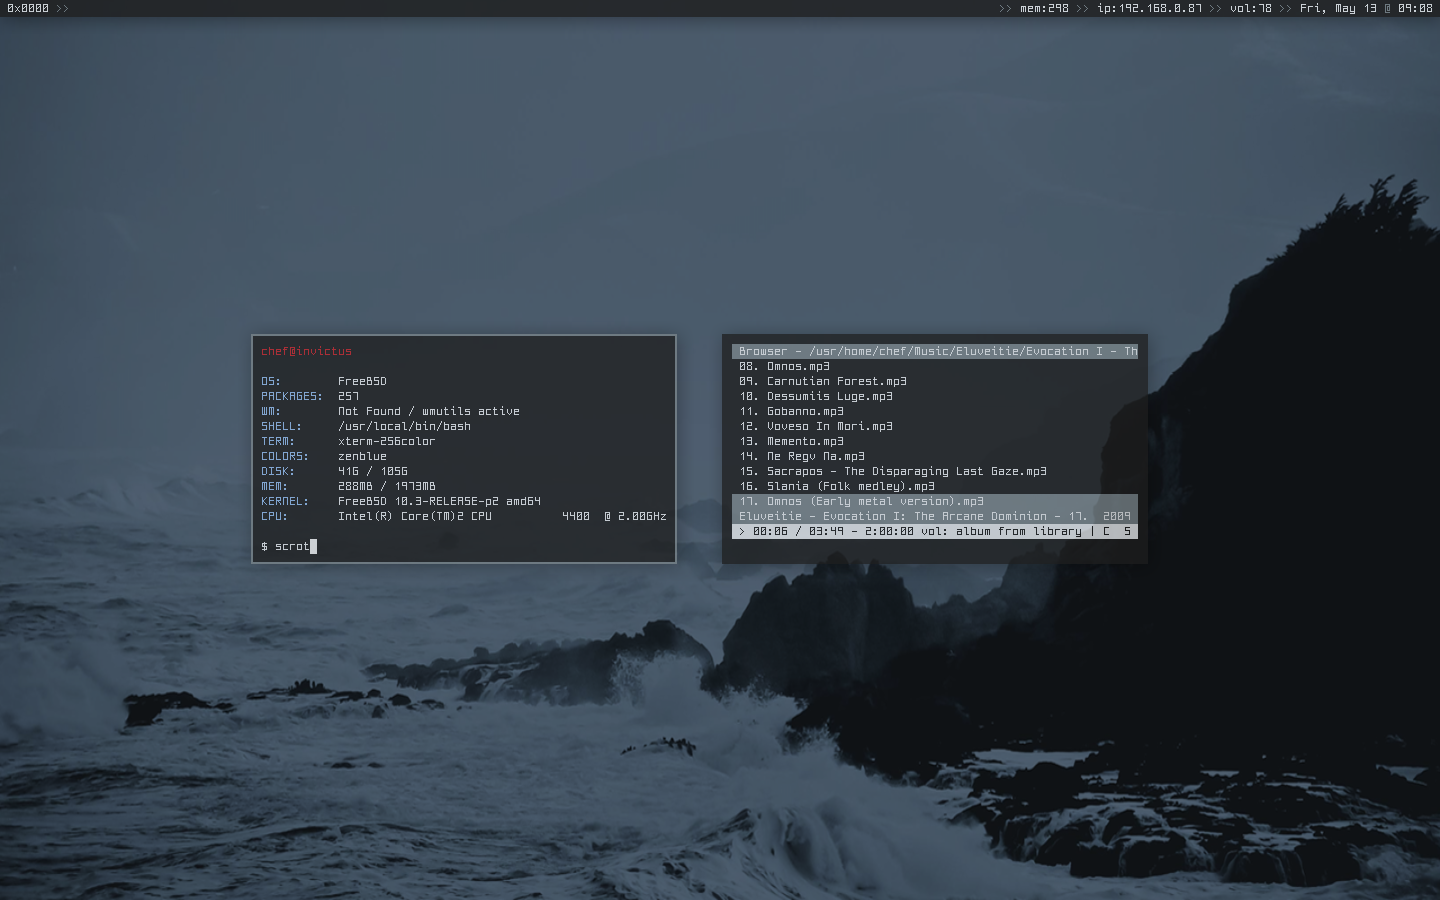 0x0000 >>
>> mem:298 >> ip:192.168.0.87 >> vol:78 >> Fri, May 13 @ 09:08
chef@invictus
OS: FreeBSD
PACKAGES: 257
WM: Not Found / wmutils active
SHELL: /usr/local/bin/bash
TERM: xterm-256color
COLORS: zenblue
DISK: 41G / 105G
MEM: 288MB / 1973MB
KERNEL: FreeBSD 10.3-RELEASE-p2 amd64
CPU: Intel(R) Core(TM)2 CPU 4400 @ 2.00GHz
$ scrot
Browser - /usr/home/chef/Music/Eluveitie/Evocation I - Th
08. Omnos.mp3
09. Carnutian Forest.mp3
10. Dessumiis Luge.mp3
11. Gobanno.mp3
12. Voveso In Mori.mp3
13. Memento.mp3
14. Ne Regv Na.mp3
15. Sacrapos - The Disparaging Last Gaze.mp3
16. Slania (Folk medley).mp3
17. Omnos (Early metal version).mp3
Eluveitie - Evocation I: The Arcane Dominion - 17. 2009
> 00:06 / 03:49 - 2:00:00 vol: album from library | C S